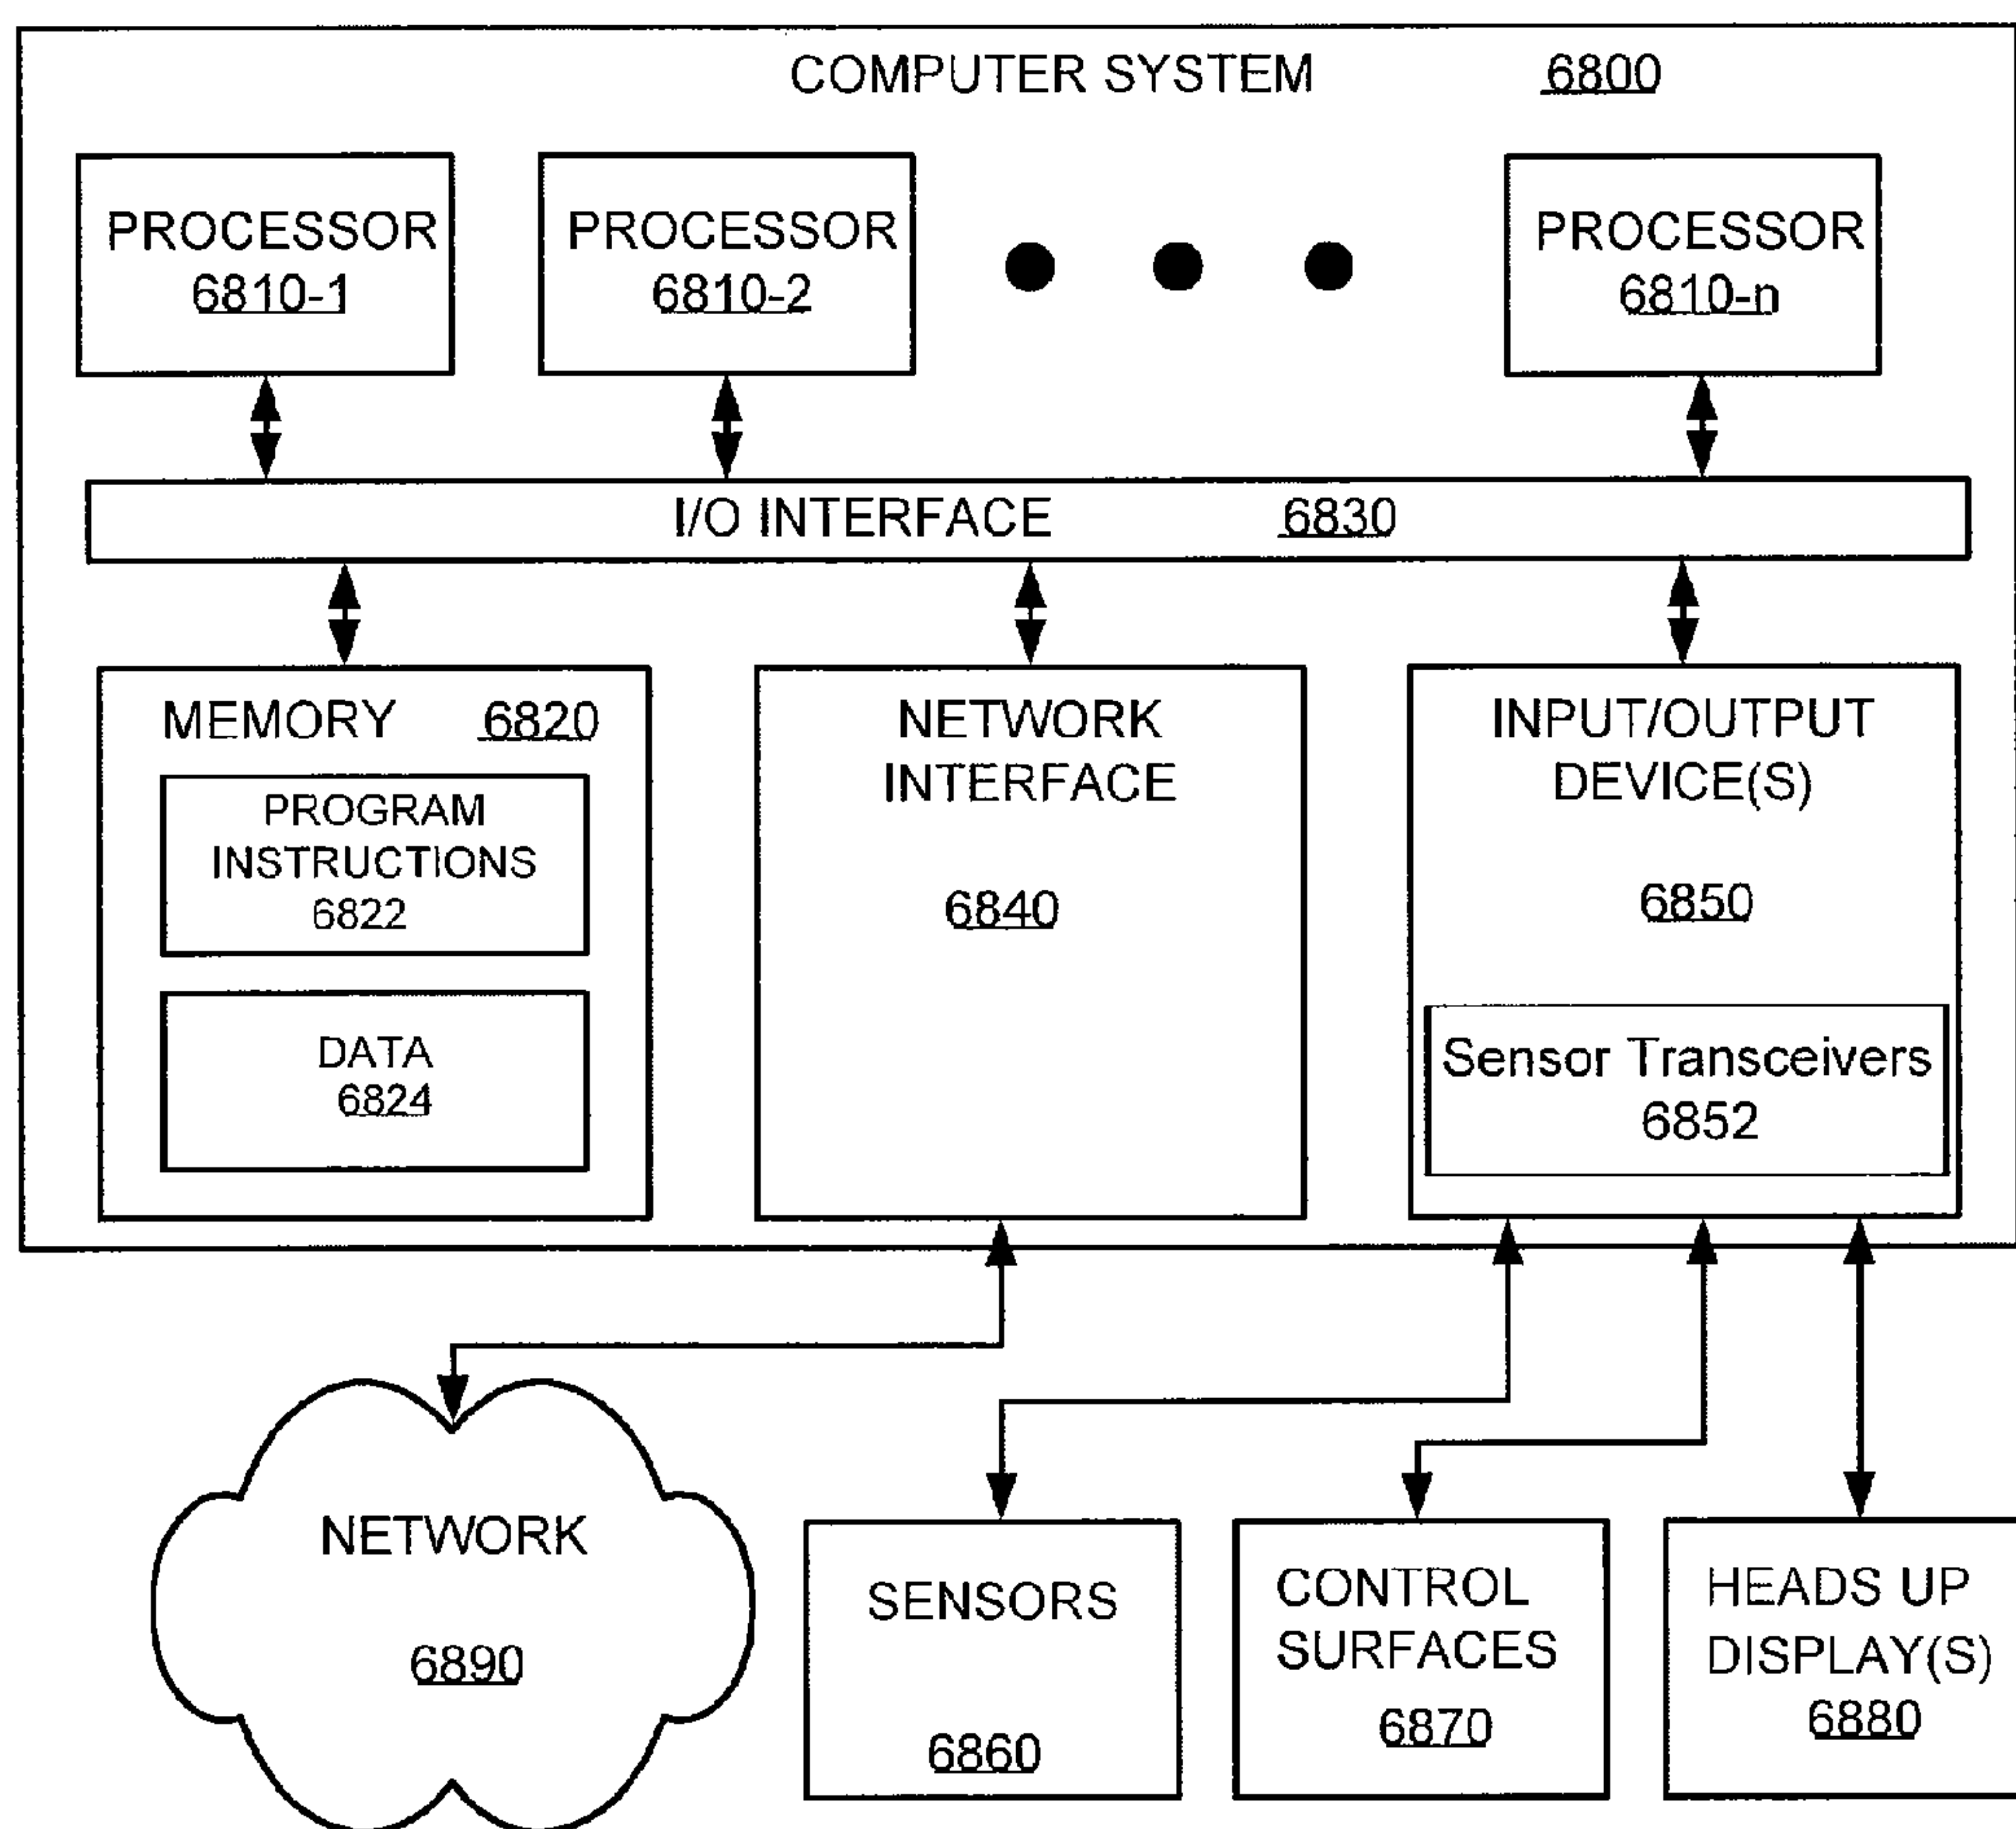 COMPUTER SYSTEM 6800
PROCESSOR
6810-1
PROCESSOR
6810-2
PROCESSOR
6810-n
I/O INTERFACE 6830
MEMORY 6820
PROGRAM
INSTRUCTIONS
6822
DATA
6824
NETWORK
INTERFACE
6840
INPUT/OUTPUT
DEVICE(S)
6850
Sensor Transceivers
6852
NETWORK
6890
SENSORS
6860
CONTROL
SURFACES
6870
HEADS UP
DISPLAY(S)
6880